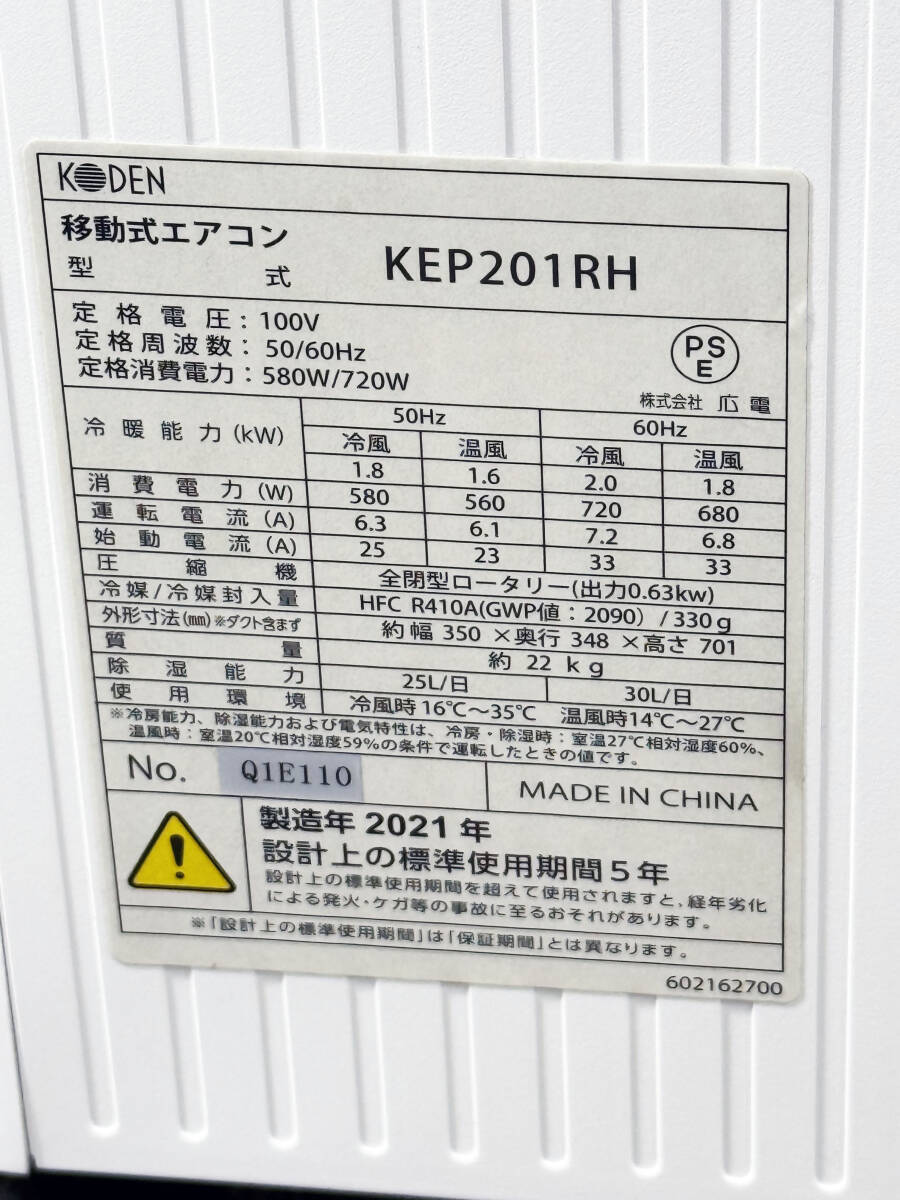 KODEN
移動式エアコン
型式 KEP201RH
定格電圧：100V
定格周波数：50/60Hz
定格消費電力：580W/720W
PS
E
株式会社 広電
冷暖能力(kW) 50Hz 60Hz
冷風 温風 冷風 温風
1.8 1.6 2.0 1.8
消費電力(W) 580 560 720 680
運転電流(A) 6.3 6.1 7.2 6.8
始動電流(A) 25 23 33 33
圧縮機 全閉型ロータリー(出力0.63kw)
冷媒/冷媒封入量 HFC R410A(GWP値：2090) /330g
外形寸法(mm)※ダクト含まず 約幅 350 ×奥行 348 ×高さ 701
質量 約 22 kg
除湿能力 25L/日 30L/日
使用環境 冷風時16℃～35℃ 温風時14℃～27℃
※冷房能力、除湿能力および電気特性は、冷房・除湿時：室温27℃相対湿度60%、
温風時：室温20℃相対湿度59%の条件で運転したときの値です。
No. Q1E110 MADE IN CHINA
製造年 2021 年
設計上の標準使用期間 5 年
設計上の標準使用期間を超えて使用されますと、経年劣化
による発火・ケガ等の事故に至るおそれがあります。
※「設計上の標準使用期間」は「保証期間」とは異なります。
602162700